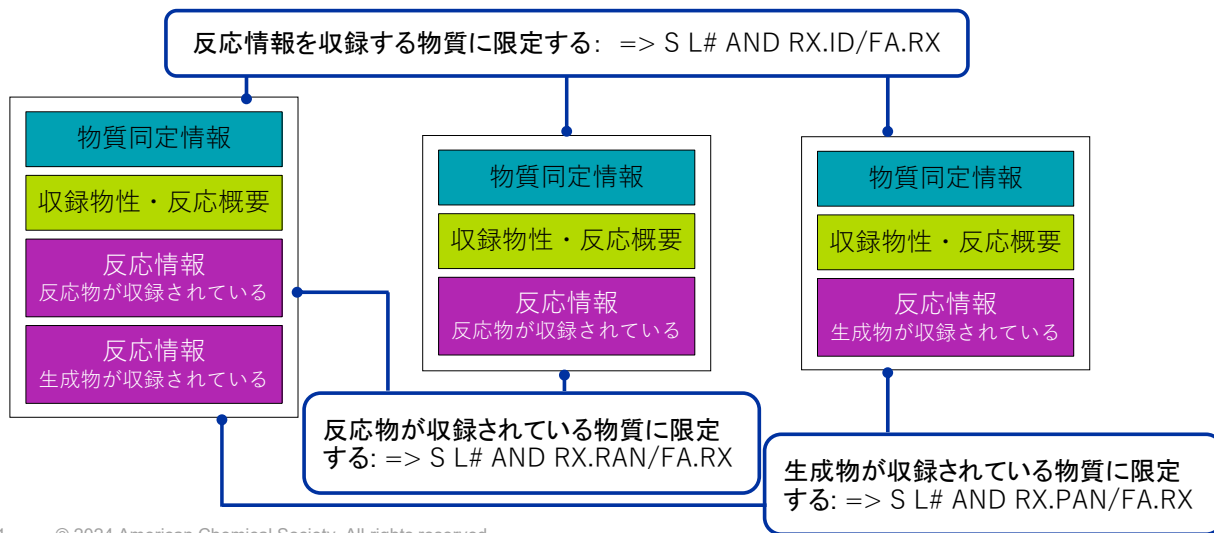 反応情報を収録する物質に限定する： => S L# AND RX.ID/FA.RX
物質同定情報
収録物性・反応概要
反応情報
反応物が収録されている
反応情報
生成物が収録されている
物質同定情報
収録物性・反応概要
反応情報
反応物が収録されている
物質同定情報
収録物性・反応概要
反応情報
生成物が収録されている
反応物が収録されている物質に限定
する: => S L# AND RX.RAN/FA.RX
生成物が収録されている物質に限定
する: => S L# AND RX.PAN/FA.RX
© 2024 American Chemical Society. All rights reserved